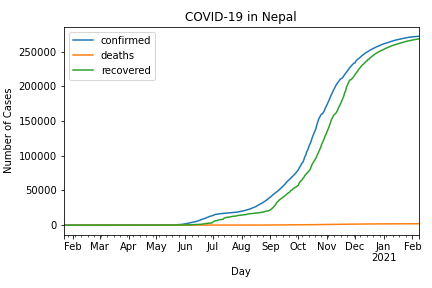 COVID-19 in Nepal
confirmed
deaths
recovered
Number of Cases
250000
200000
150000
100000
50000
0
Feb Mar Apr May Jun Jul Aug Sep Oct Nov Dec Jan Feb
2021
Day